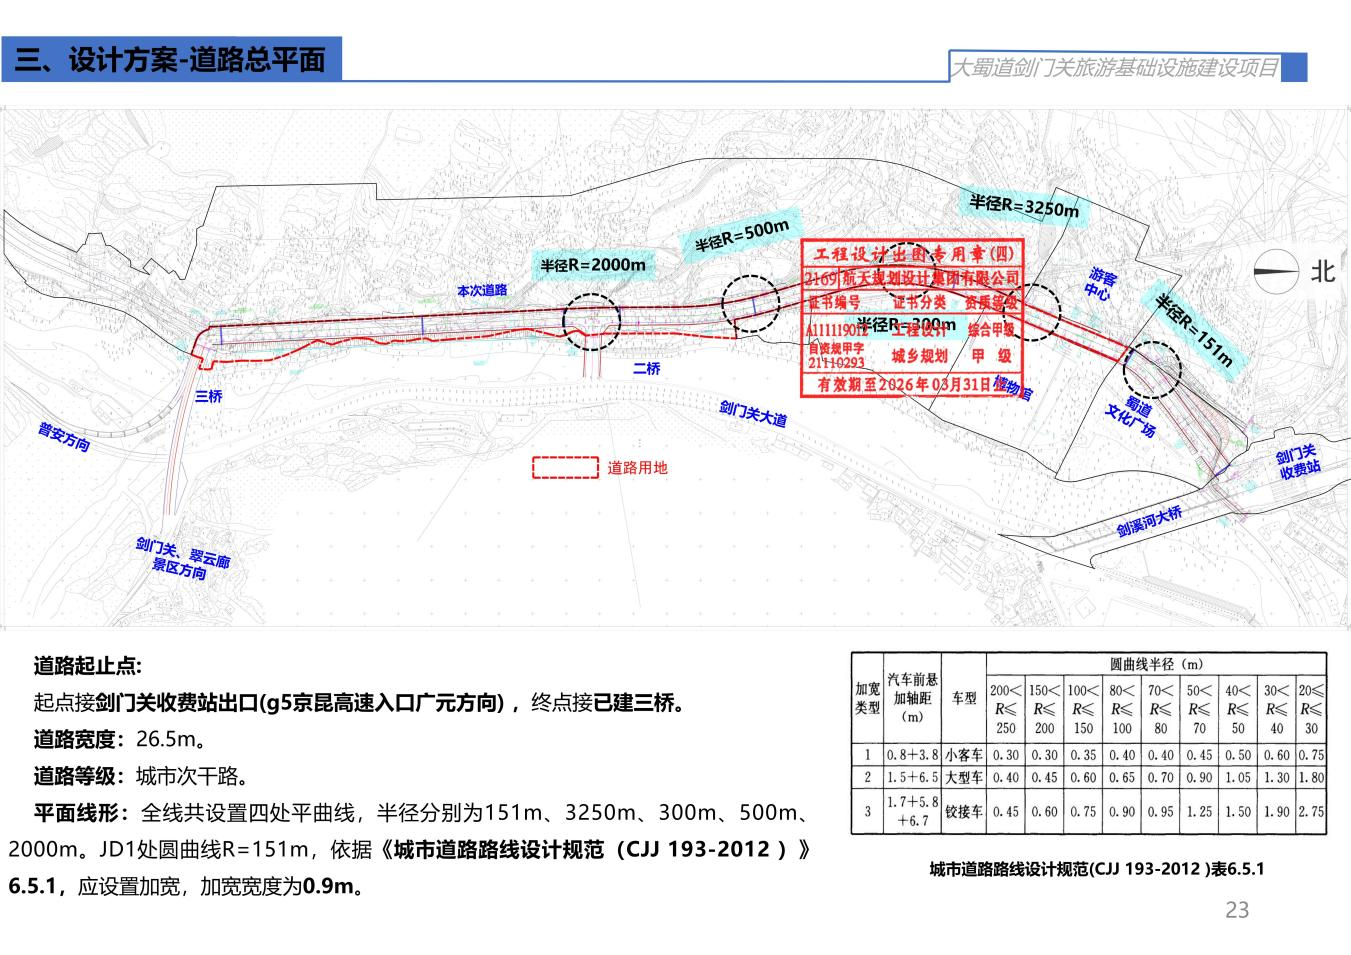 三、设计方案-道路总平面
大蜀道剑门关旅游基础设施建设项目
半径R=3250m
半径R=500m
半径R=2000m
工程设计出图专用章(四)
2169 航天规划设计集团有限公司
证书编号 证书分类 资质等级
A111119012 工程设计 综合甲级
自资规甲字21110293 城乡规划 甲 级
有效期至2026年03月31日止
半径R=300m
游客
中心
北
本次道路
半径R=151m
二桥
三桥
博物馆
剑门关大道
蜀道
文化广场
普安方向
剑门关
收费站
道路用地
剑溪河大桥
剑门关、翠云廊
景区方向
道路起止点:
起点接剑门关收费站出口(g5京昆高速入口广元方向) ，终点接已建三桥。
道路宽度：26.5m。
道路等级：城市次干路。
平面线形：全线共设置四处平曲线，半径分别为151m、3250m、300m、500m、
2000m。JD1处圆曲线R=151m，依据《城市道路路线设计规范（CJJ 193-2012 ）》
6.5.1，应设置加宽，加宽宽度为0.9m。
加宽类型 汽车前悬加轴距（m） 车型 圆曲线半径（m）
200<R≤250 150<R≤200 100<R≤150 80<R≤100 70<R≤80 50<R≤70 40<R≤50 30<R≤40 20≤R≤30
1 0.8+3.8 小客车 0.30 0.30 0.35 0.40 0.40 0.45 0.50 0.60 0.75
2 1.5+6.5 大型车 0.40 0.45 0.60 0.65 0.70 0.90 1.05 1.30 1.80
3 1.7+5.8+6.7 铰接车 0.45 0.60 0.75 0.90 0.95 1.25 1.50 1.90 2.75
城市道路路线设计规范(CJJ 193-2012 )表6.5.1
23